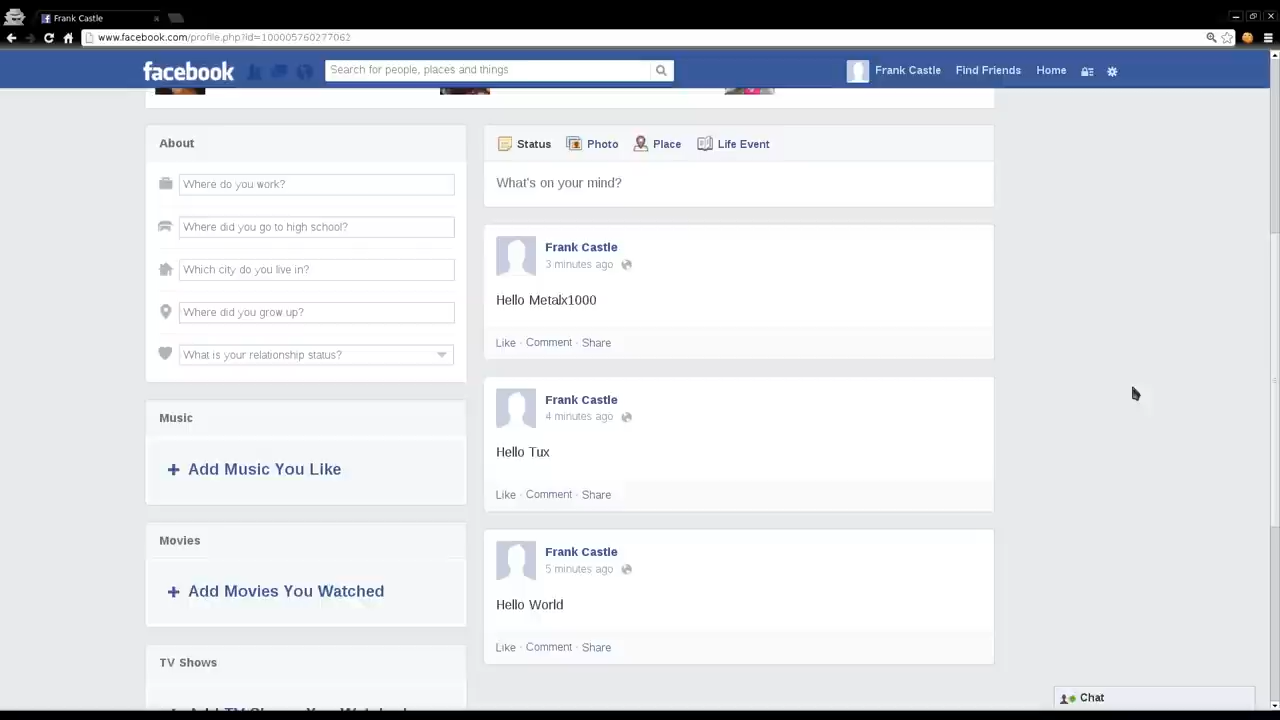 Frank Castle
www.facebook.com/profile.php?id=100005760277062
facebook
Search for people, places and things
Frank Castle
Find Friends
Home
About
Where do you work?
Where did you go to high school?
Which city do you live in?
Where did you grow up?
What is your relationship status?
Music
+ Add Music You Like
Movies
+ Add Movies You Watched
TV Shows
Status
Photo
Place
Life Event
What's on your mind?
Frank Castle
3 minutes ago
Hello Metalx1000
Like · Comment · Share
Frank Castle
4 minutes ago
Hello Tux
Like · Comment · Share
Frank Castle
5 minutes ago
Hello World
Like · Comment · Share
Chat